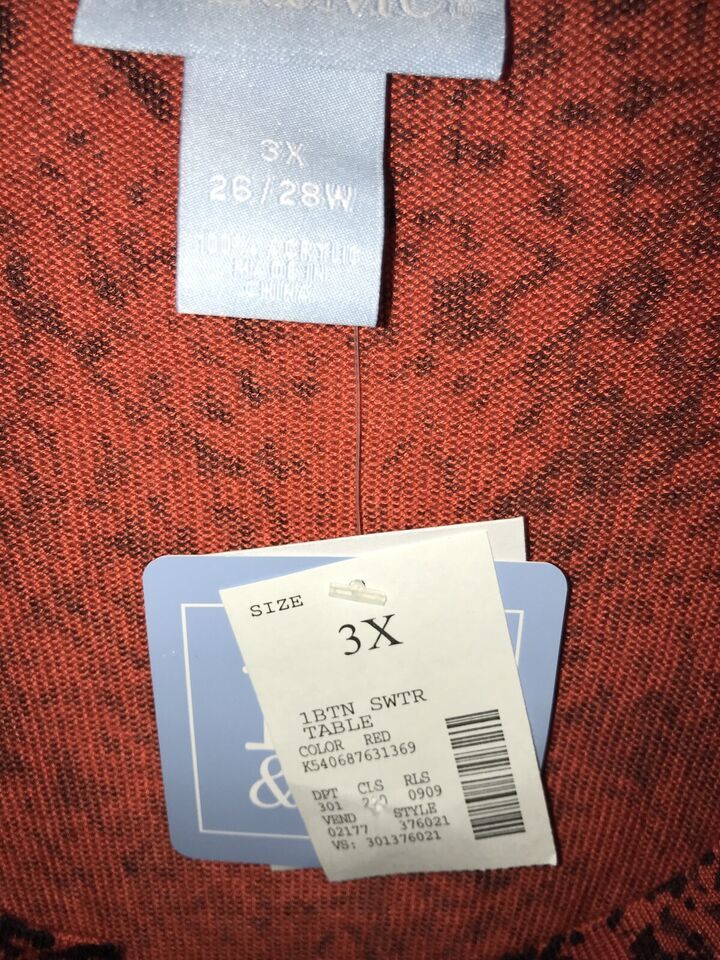 3X
26/28W
100% ACRYLIC
MADE IN
CHINA
SIZE
3X
1BTN SWTR
TABLE
COLOR RED
K540687631369
DPT CLS RLS
301 0909
VEND STYLE
02177 376021
VS: 301376021
&